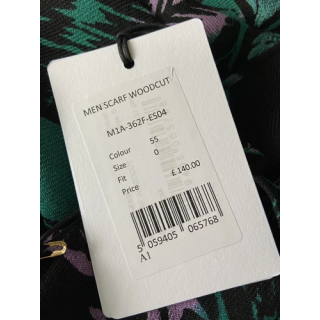 MEN SCARF WOODCUT
M1A-362F-ES04
Colour 55
Size 0
Fit
Price £ 140.00
5 059405 065768
A1